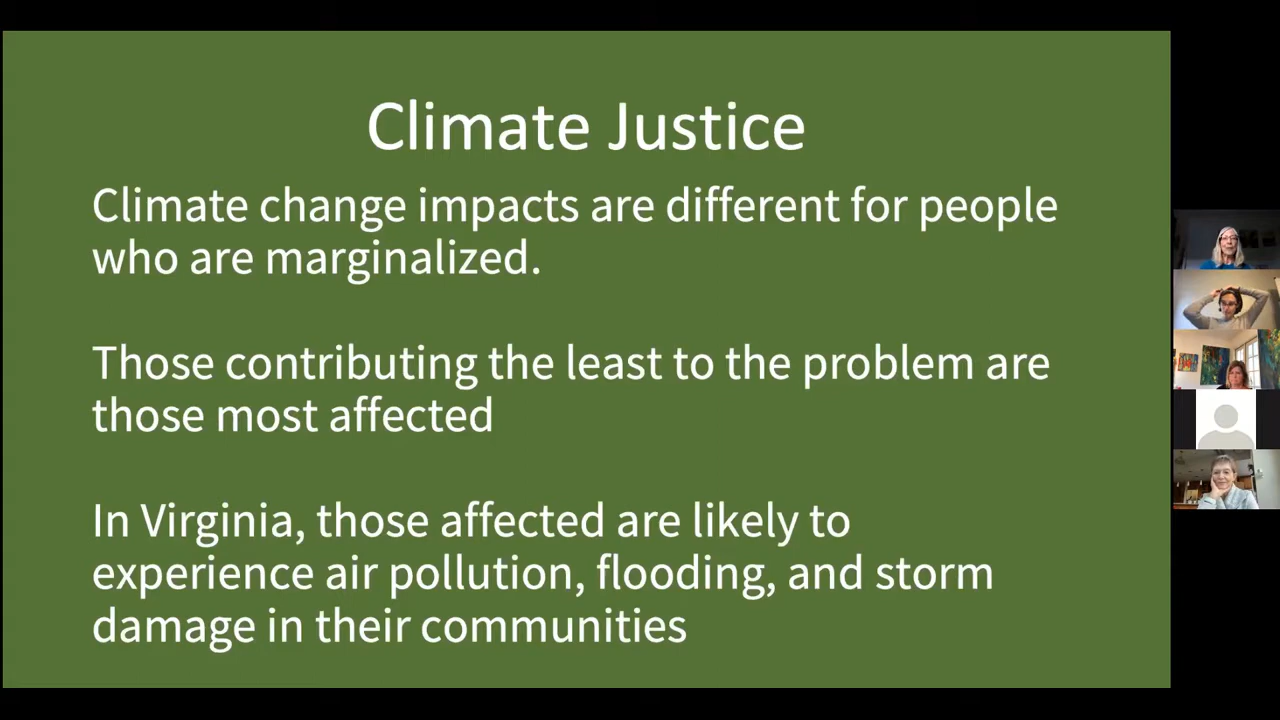 Climate Justice
Climate change impacts are different for people
who are marginalized.
Those contributing the least to the problem are
those most affected
In Virginia, those affected are likely to
experience air pollution, flooding, and storm
damage in their communities